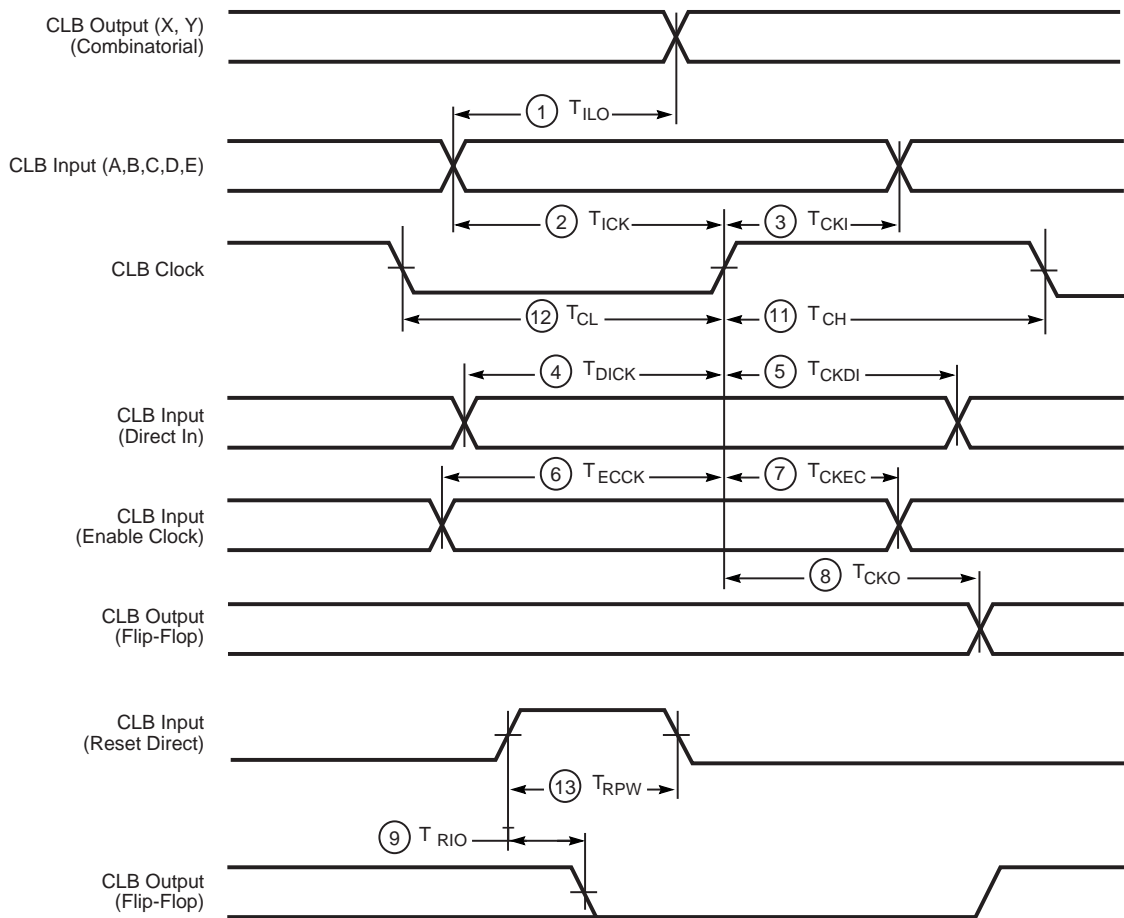 CLB Output (X, Y)
(Combinatorial)
1 TILO
CLB Input (A,B,C,D,E)
2 TICK
3 TCKI
CLB Clock
12 TCL
11 TCH
4 TDICK
5 TCKDI
CLB Input
(Direct In)
6 TECCK
7 TCKEC
CLB Input
(Enable Clock)
8 TCKO
CLB Output
(Flip-Flop)
CLB Input
(Reset Direct)
13 TRPW
9 T RIO
CLB Output
(Flip-Flop)